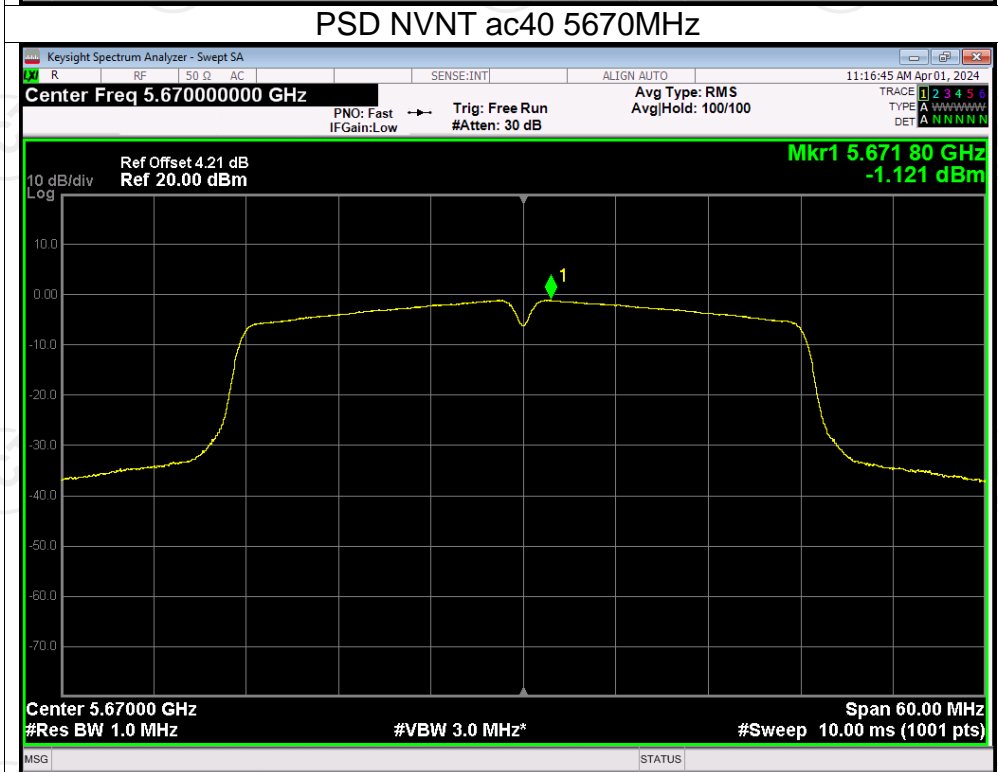 PSD NVNT ac40 5670MHz
Keysight Spectrum Analyzer - Swept SA
LXI R RF 50 Ω AC SENSE:INT ALIGN AUTO 11:16:45 AM Apr 01, 2024
Center Freq 5.670000000 GHz
PNO: Fast
IFGain:Low
Trig: Free Run
#Atten: 30 dB
Avg Type: RMS
Avg|Hold: 100/100
TRACE 1 2 3 4 5 6
TYPE A WWWWW
DET A N N N N N
Ref Offset 4.21 dB
10 dB/div Ref 20.00 dBm
Log
Mkr1 5.671 80 GHz
-1.121 dBm
1
10.0
0.00
-10.0
-20.0
-30.0
-40.0
-50.0
-60.0
-70.0
Center 5.67000 GHz Span 60.00 MHz
#Res BW 1.0 MHz #VBW 3.0 MHz* #Sweep 10.00 ms (1001 pts)
MSG STATUS